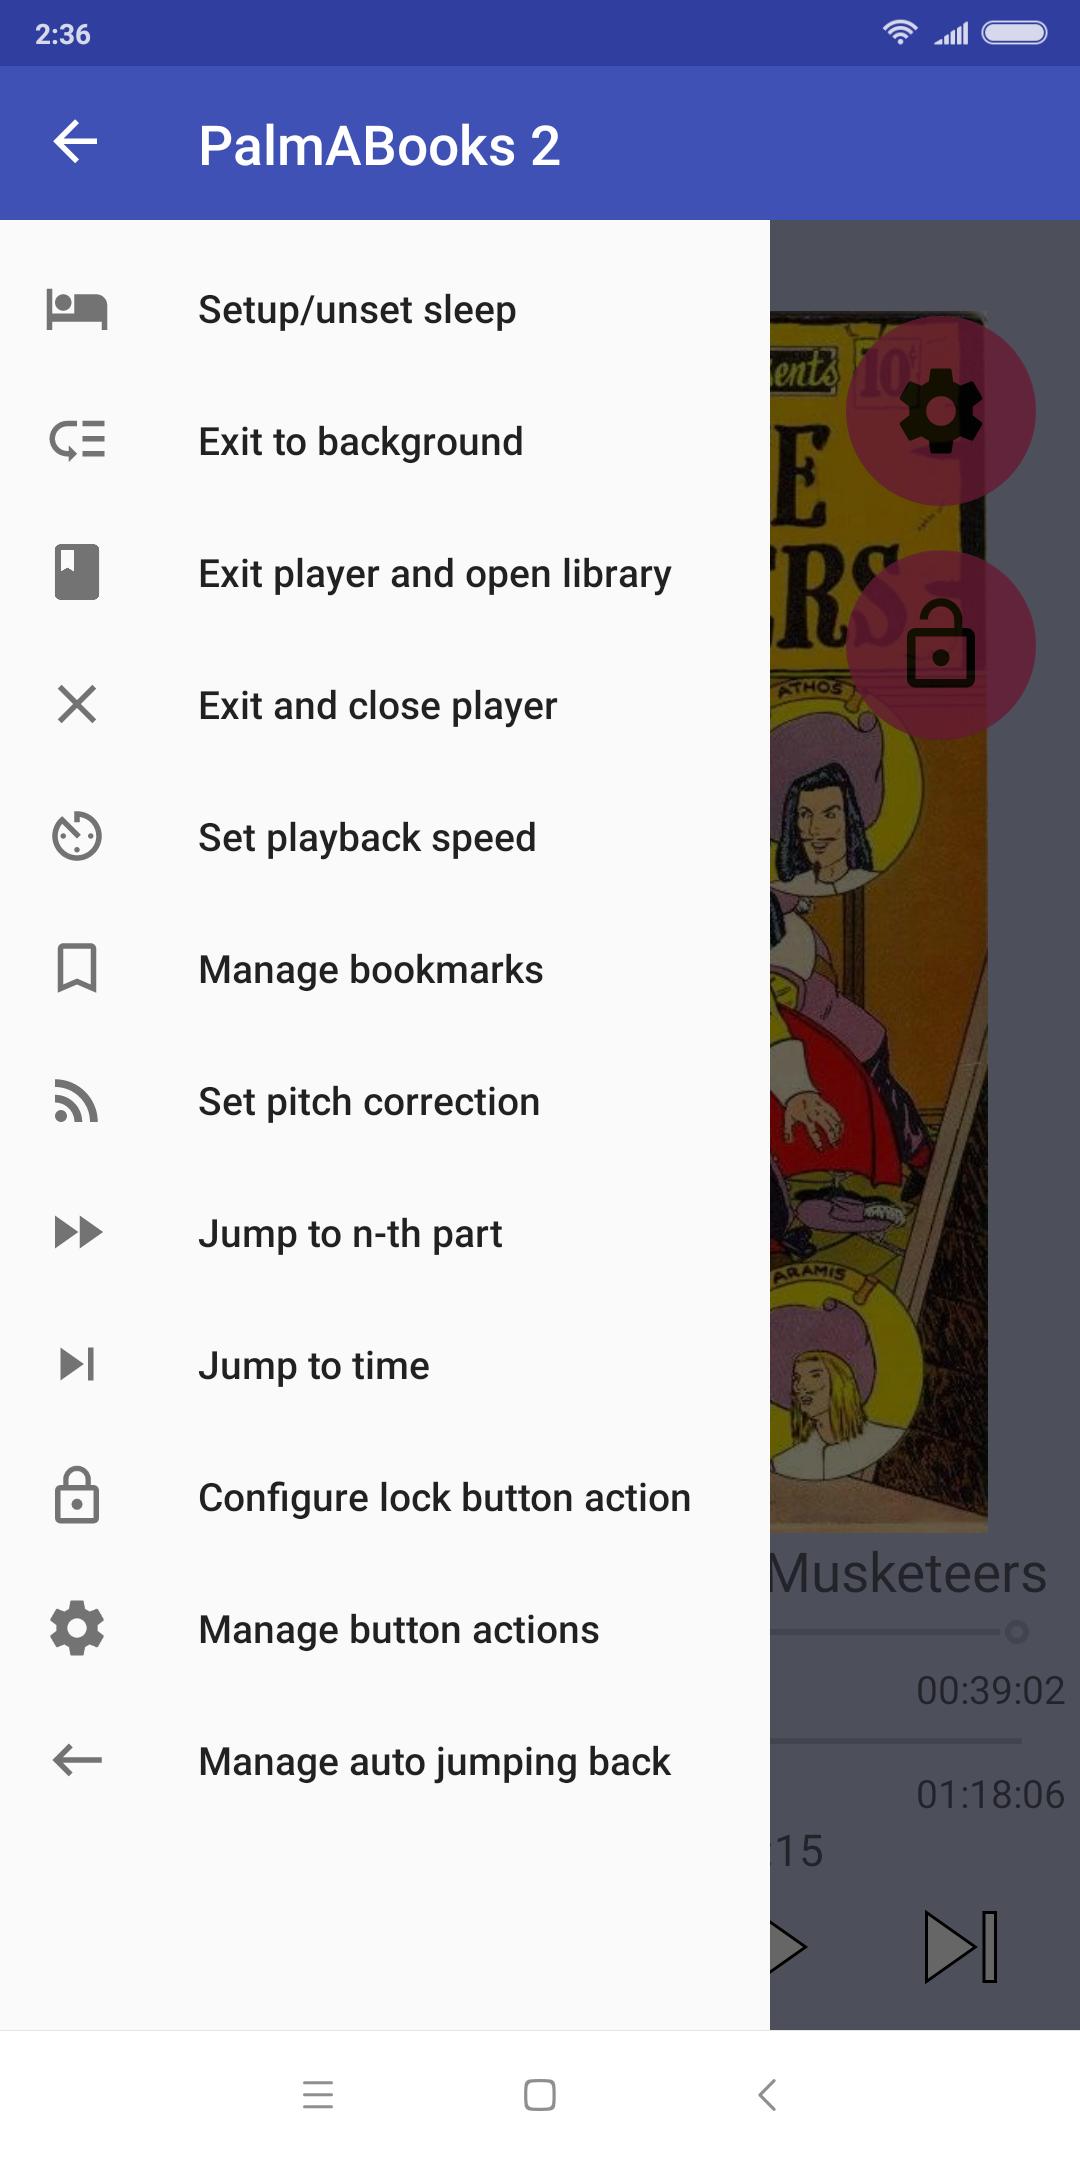 2:36
PalmABooks 2
Setup/unset sleep
Exit to background
Exit player and open library
Exit and close player
Set playback speed
Manage bookmarks
Set pitch correction
Jump to n-th part
Jump to time
Configure lock button action
Manage button actions
Manage auto jumping back
ents 10¢
E
ERS
ATHOS
ARAMIS
Musketeers
00:39:02
01:18:06
:15